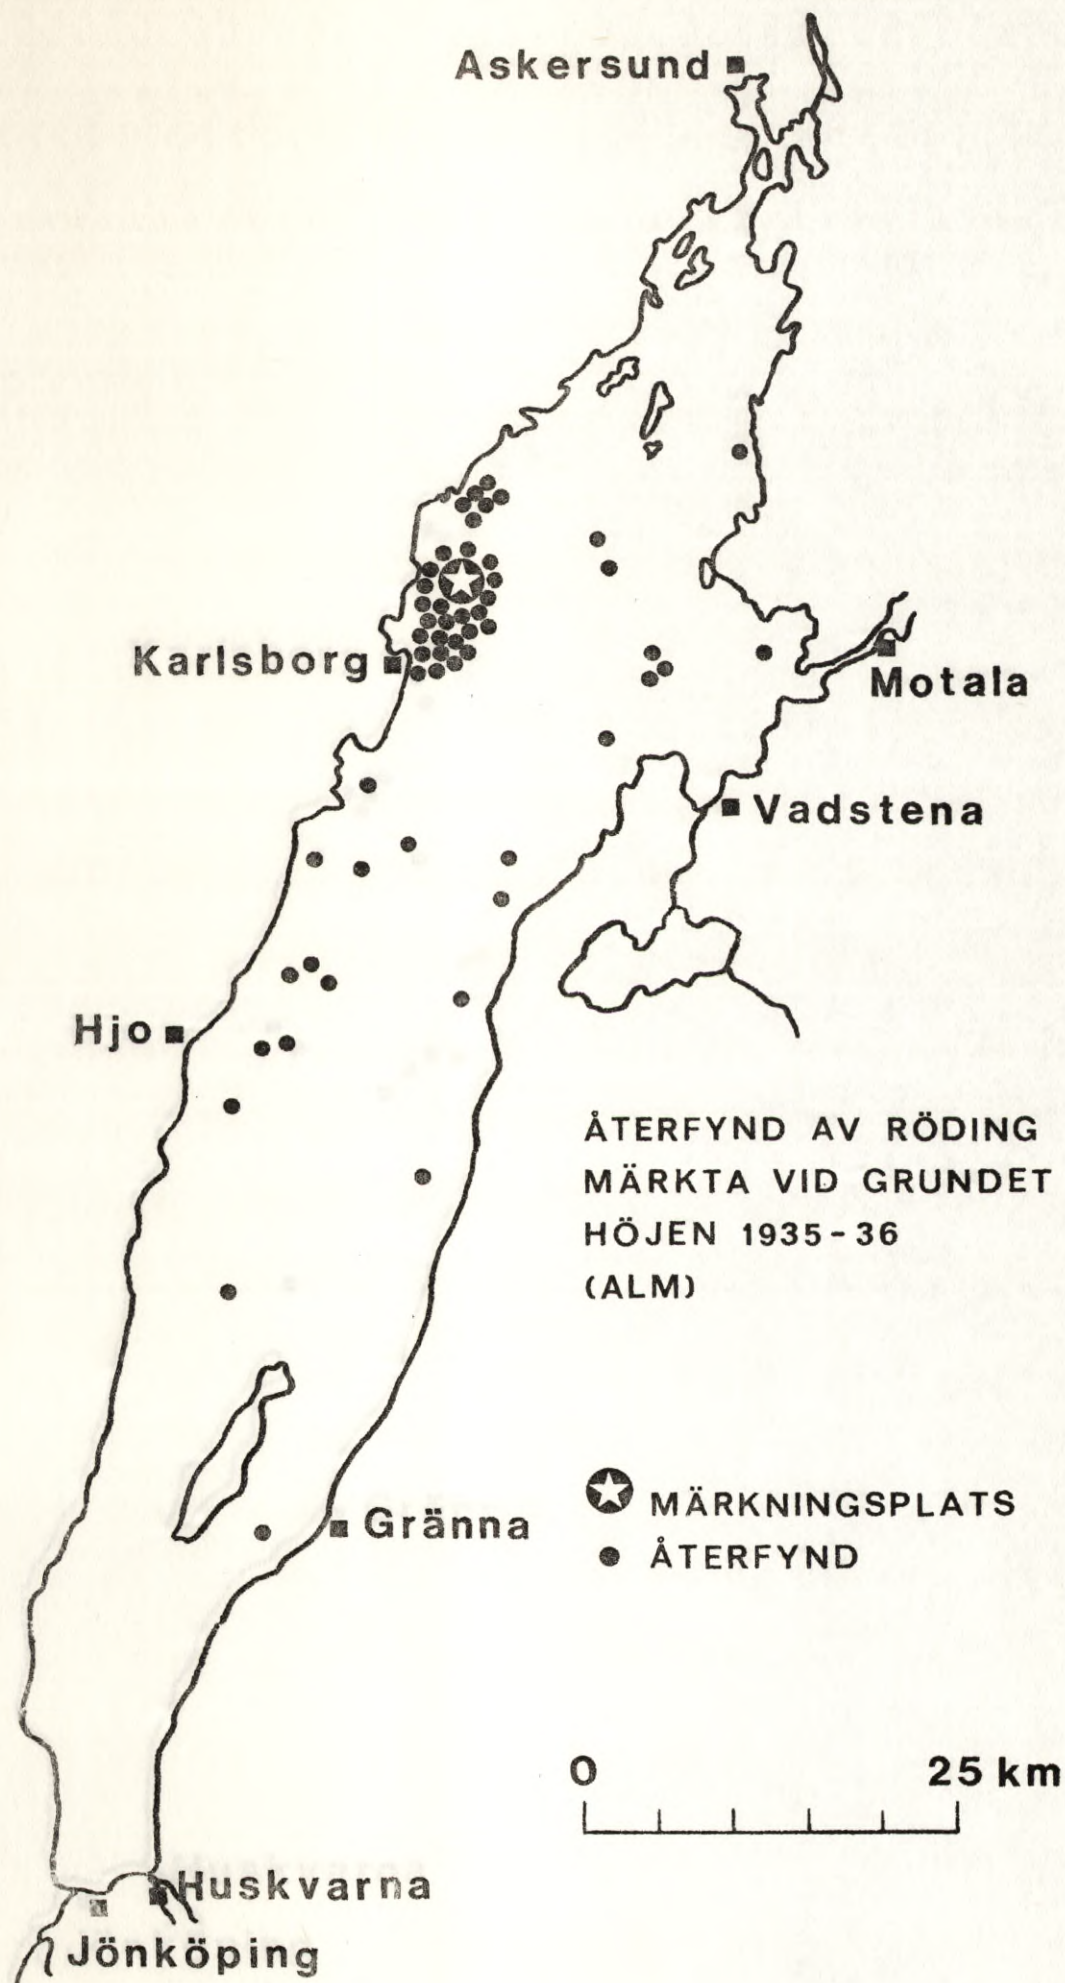 Askersund
Karlsborg
Motala
Vadstena
Hjo
ÅTERFYND AV RÖDING
MÄRKTA VID GRUNDET
HÖJEN 1935-36
(ALM)
MÄRKNINGSPLATS
Gränna
ÅTERFYND
0 25 km
Huskvarna
Jönköping